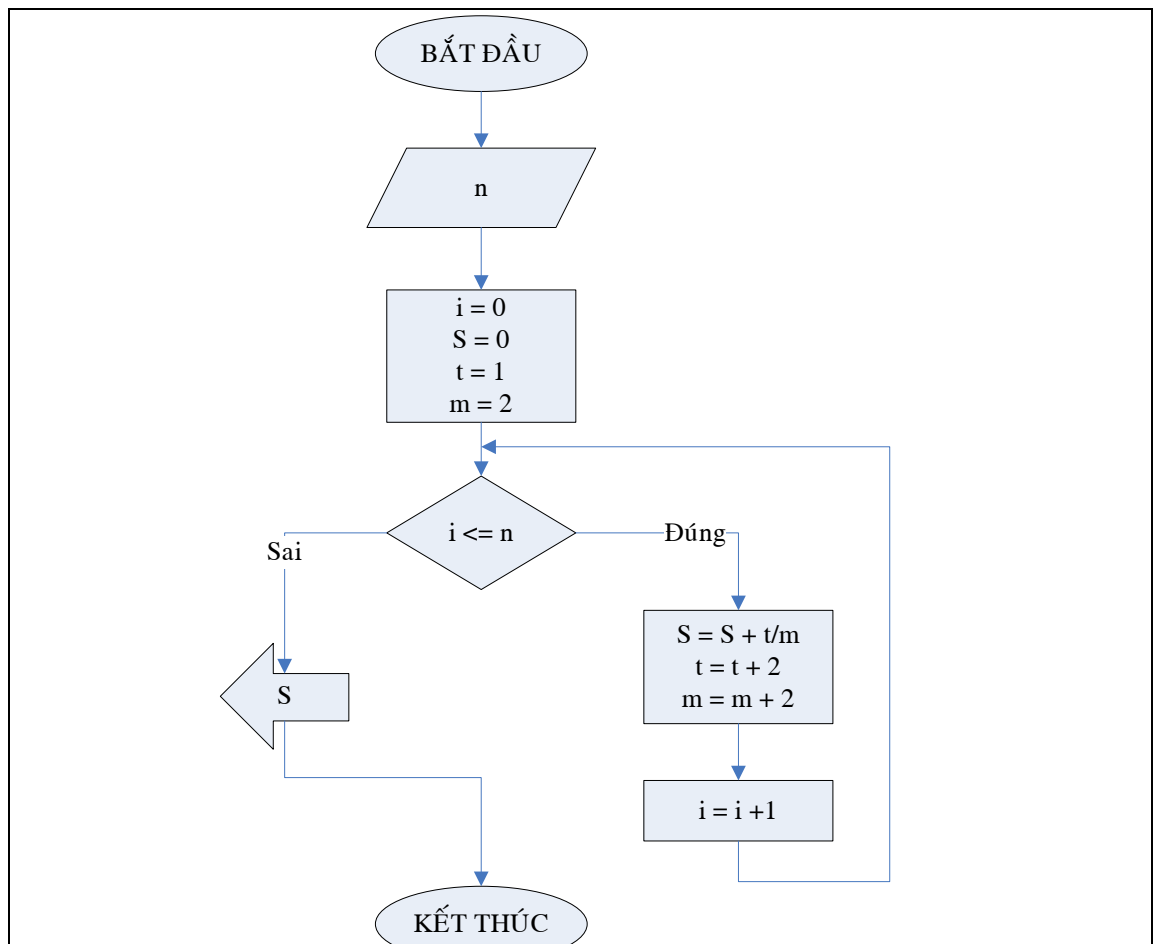 BẮT ĐẦU
n
i = 0
S = 0
t = 1
m = 2
i <= n
Sai
Đúng
S = S + t/m
t = t + 2
m = m + 2
S
i = i +1
KẾT THÚC